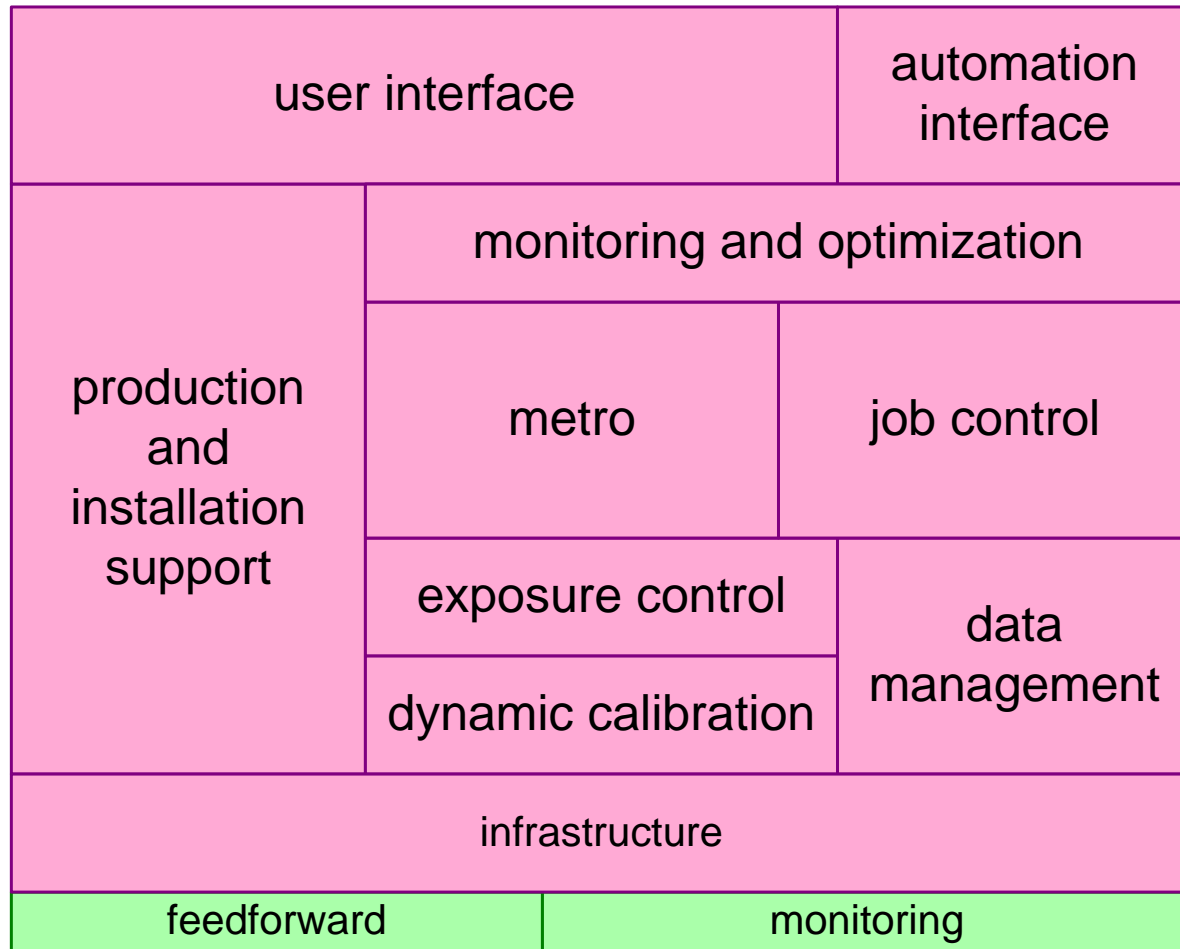 user interface
automation
interface
monitoring and optimization
production
and
installation
support
metro
job control
exposure control
data
management
dynamic calibration
infrastructure
feedforward
monitoring